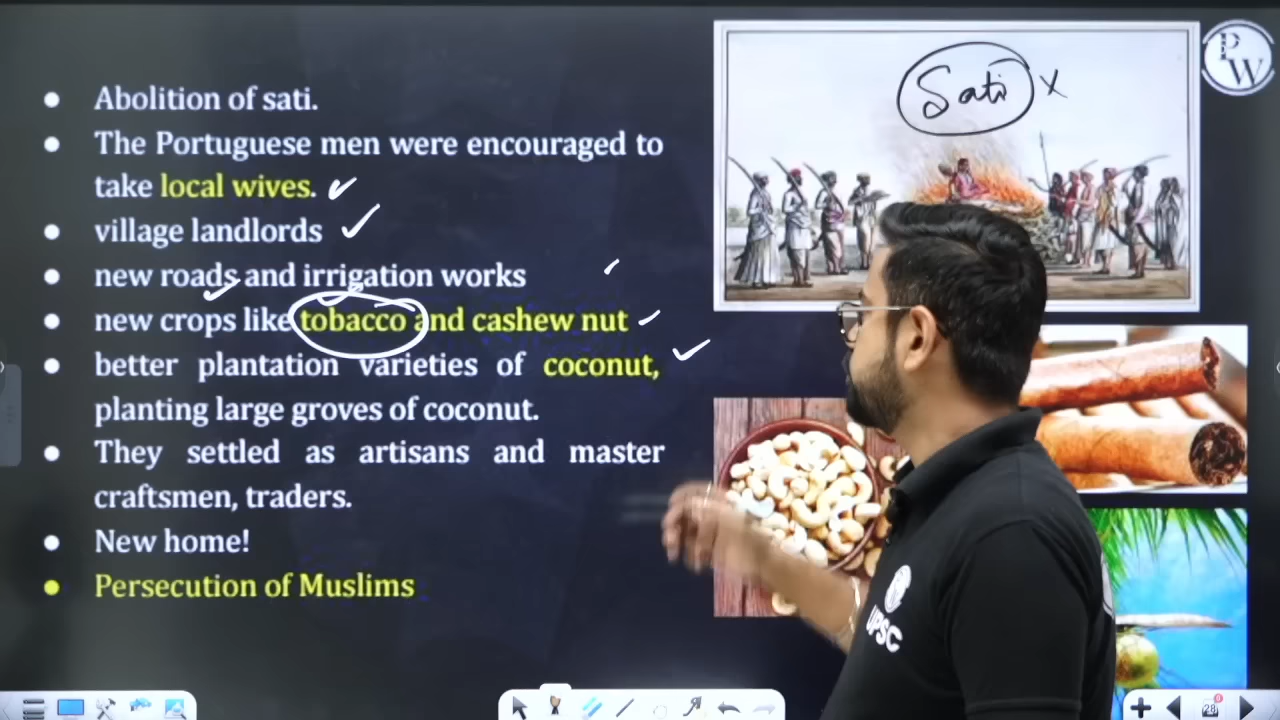 Abolition of sati.
The Portuguese men were encouraged to
take local wives.
village landlords
new roads and irrigation works
new crops like tobacco and cashew nut
better plantation varieties of coconut,
planting large groves of coconut.
They settled as artisans and master
craftsmen, traders.
New home!
Persecution of Muslims
Sati x
PW
UPSC
28